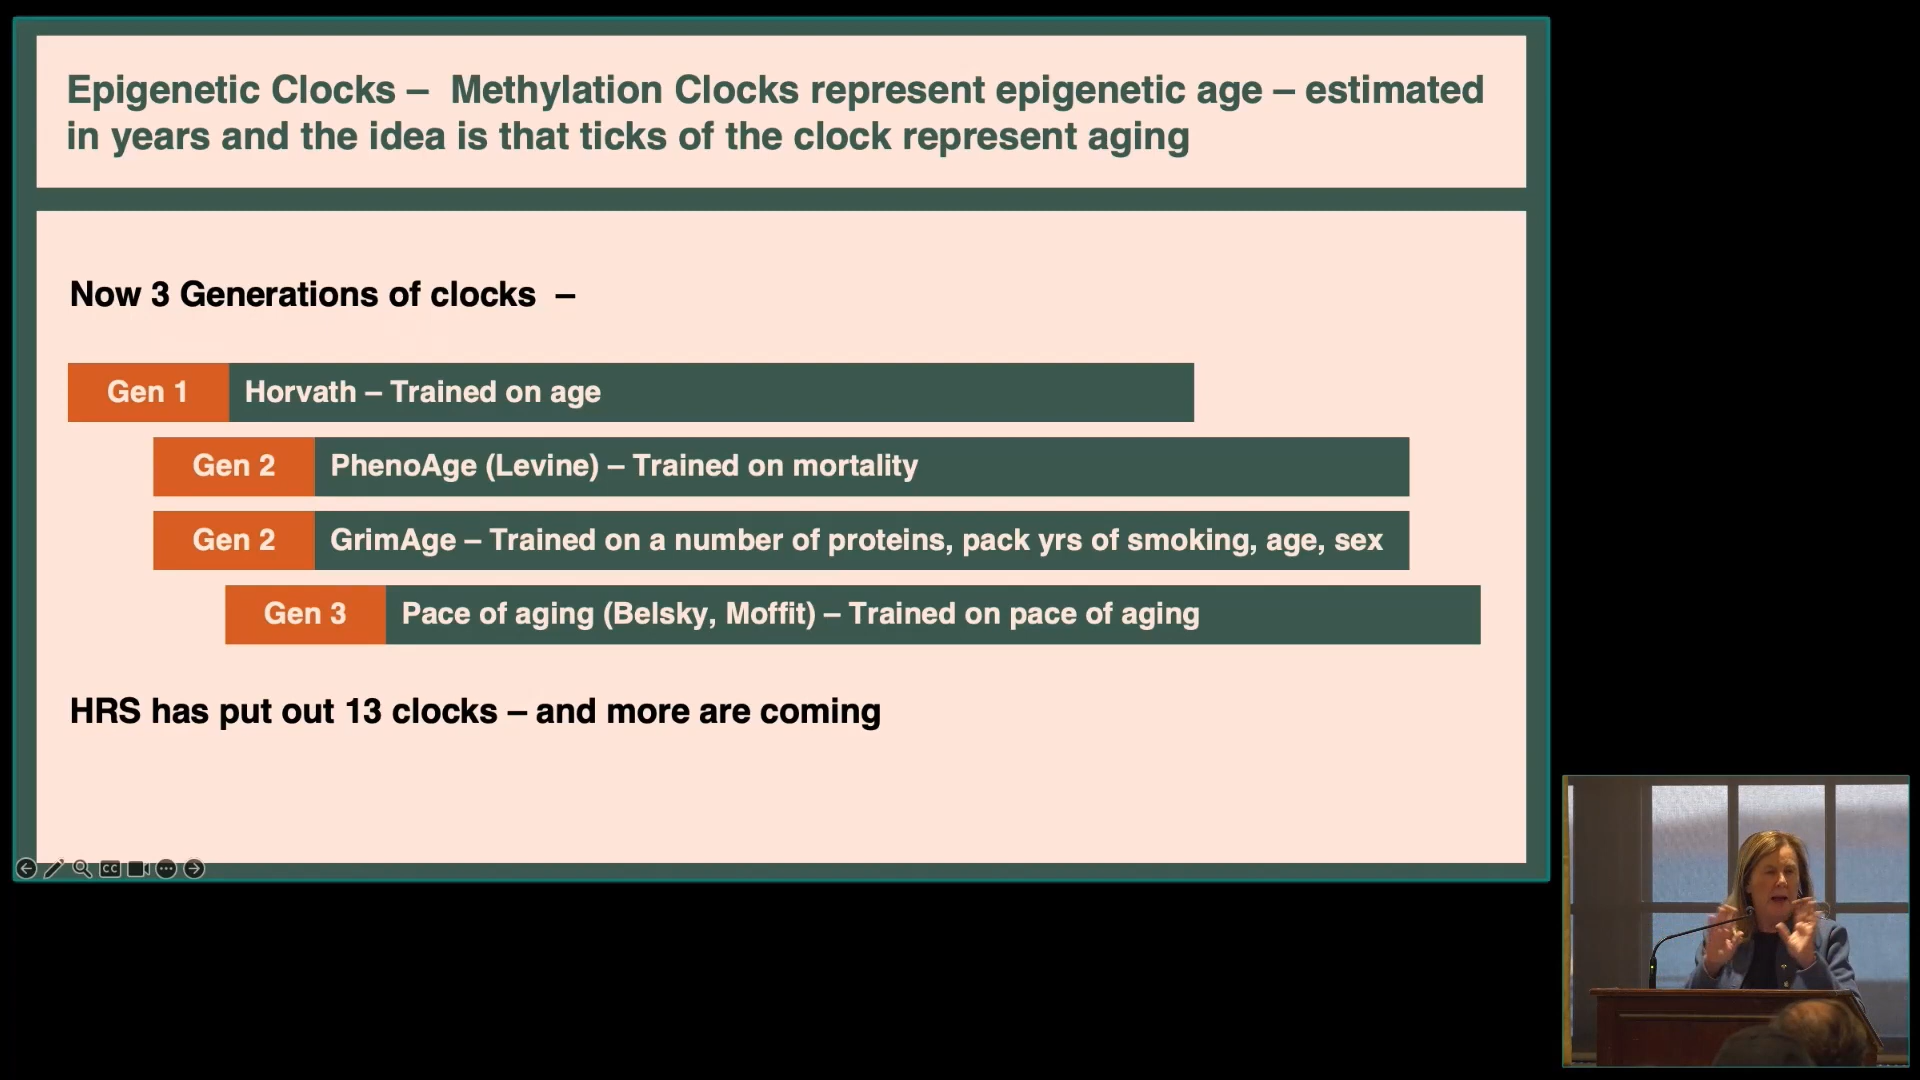 Epigenetic Clocks – Methylation Clocks represent epigenetic age – estimated
in years and the idea is that ticks of the clock represent aging
Now 3 Generations of clocks –
Gen 1 Horvath – Trained on age
Gen 2 PhenoAge (Levine) – Trained on mortality
Gen 2 GrimAge – Trained on a number of proteins, pack yrs of smoking, age, sex
Gen 3 Pace of aging (Belsky, Moffit) – Trained on pace of aging
HRS has put out 13 clocks – and more are coming
CC